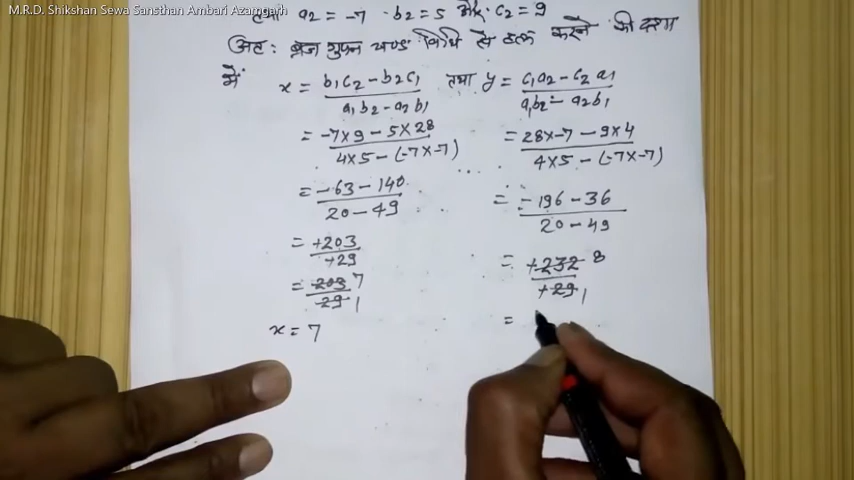 M.R.D. Shikshan Sewa Sansthan Ambari Azamgarh
तथा a₂ = -7 b₂ = 5 और c₂ = 9
अतः ब्रज गुणन खण्ड विधि से हल करने की दशा
में x = b₁c₂ - b₂c₁ / a₁b₂ - a₂b₁ तथा y = c₁a₂ - c₂a₁ / a₁b₂ - a₂b₁
= -7×9 - 5×28 / 4×5 - (-7×-7) = 28×-7 - 9×4 / 4×5 - (-7×-7)
= -63 - 140 / 20 - 49 = -196 - 36 / 20 - 49
= +203 / +29 = +232 8 / +29 1
= 203 7 / 29 1 =
x = 7